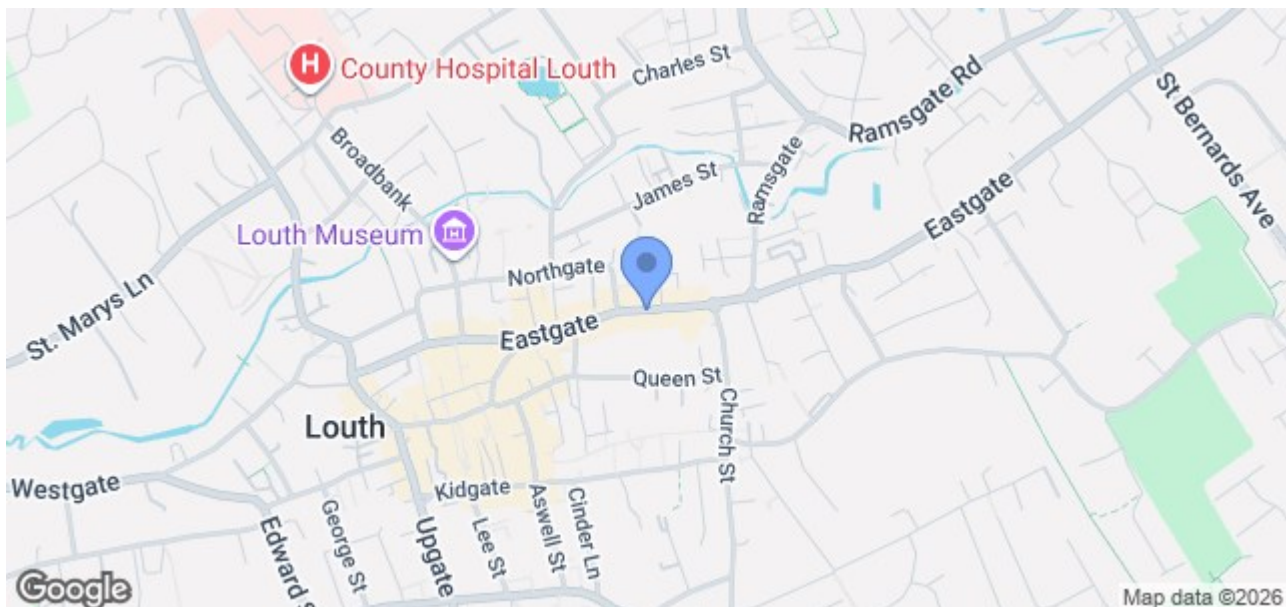 H
County Hospital Louth
Charles St
Ramsgate Rd
St Bernards Ave
Broadbank
James St
Ramsgate
Eastgate
Louth Museum
Northgate
St. Marys Ln
Eastgate
Queen St
Church St
Louth
Westgate
Kidgate
Edward S
George St
Upgate
Lee St
Aswell St
Cinder Ln
Google
Map data ©2026